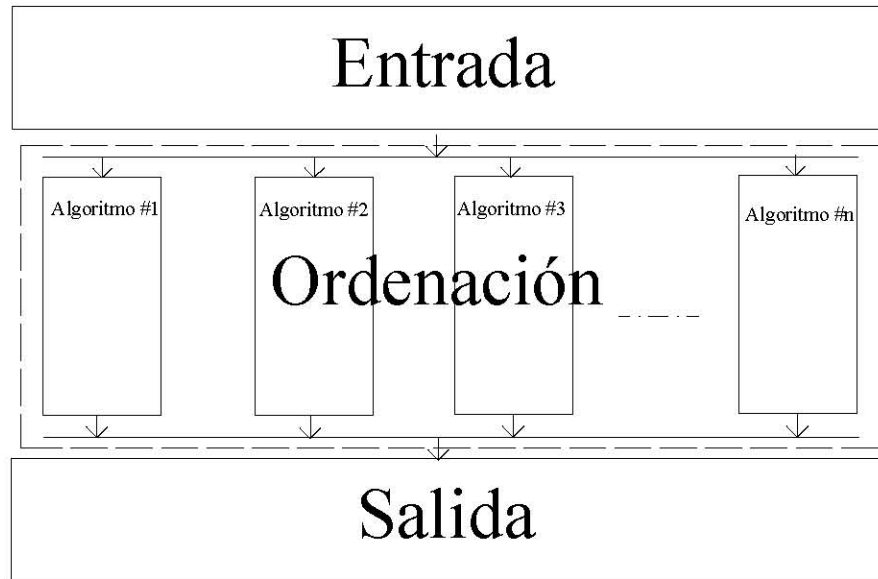 Entrada
Algoritmo #1
Algoritmo #2
Algoritmo #3
Algoritmo #n
Ordenación
Salida